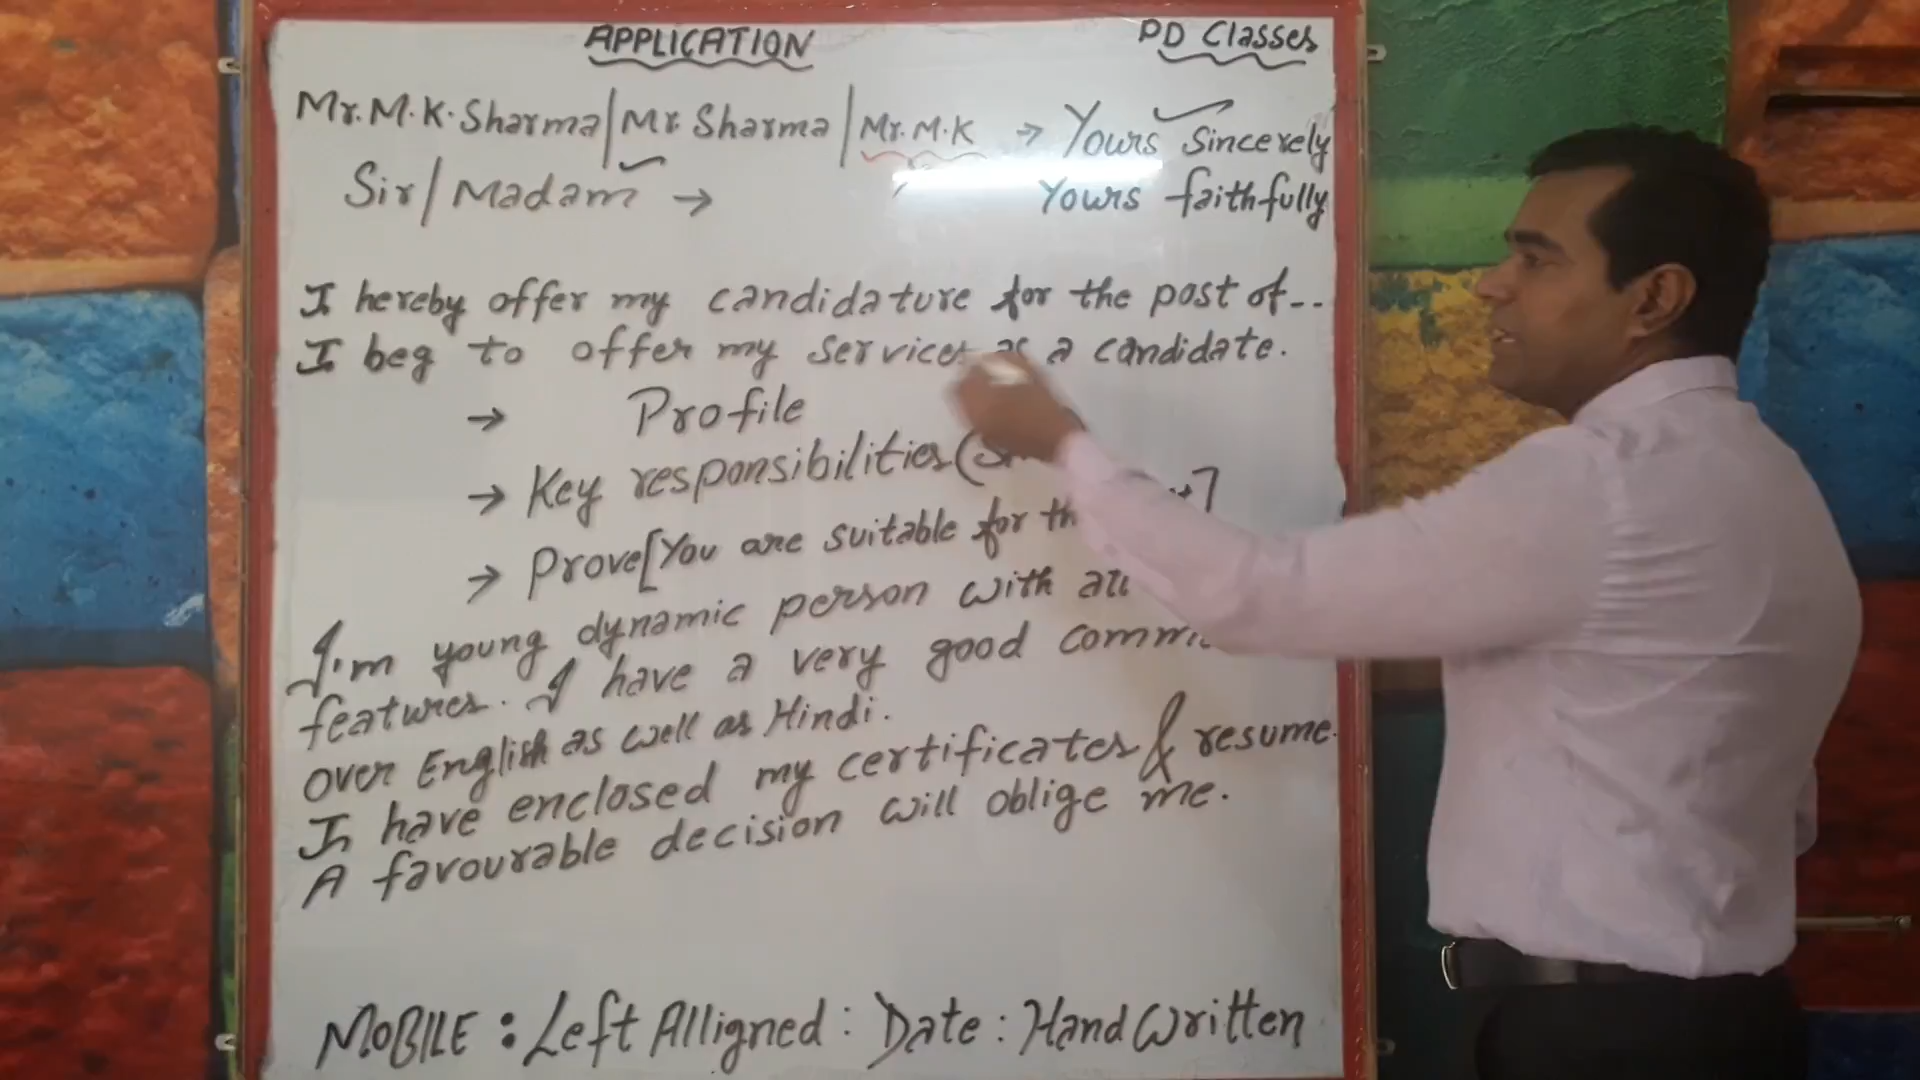 APPLICATION PD Classes
Mr. M. K. Sharma / Mr. Sharma / Mr. M. K → Yours Sincerely
Sir / Madam → Yours faithfully
I hereby offer my candidature for the post of --
I beg to offer my services as a candidate.
→ Profile
→ Key responsibilities (
→ Prove [You are suitable for ]
I'm young dynamic person with
features. I have a very good
over English as well as Hindi.
I have enclosed my certificates & resume.
A favourable decision will oblige me.
MOBILE : Left Alligned : Date : Hand Written